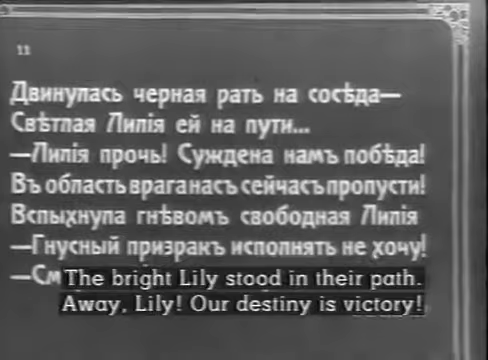 11
Двинулась черная рать на сосѣда—
Свѣтлая Лилія ей на пути...
—Лилія прочь! Суждена намъ побѣда!
Въ область врага насъ сейчасъ пропусти!
Вспыхнула гнѣвомъ свободная Лилія
—Гнусный призракъ исполнять не хочу!
—См
The bright Lily stood in their path.
Away, Lily! Our destiny is victory!